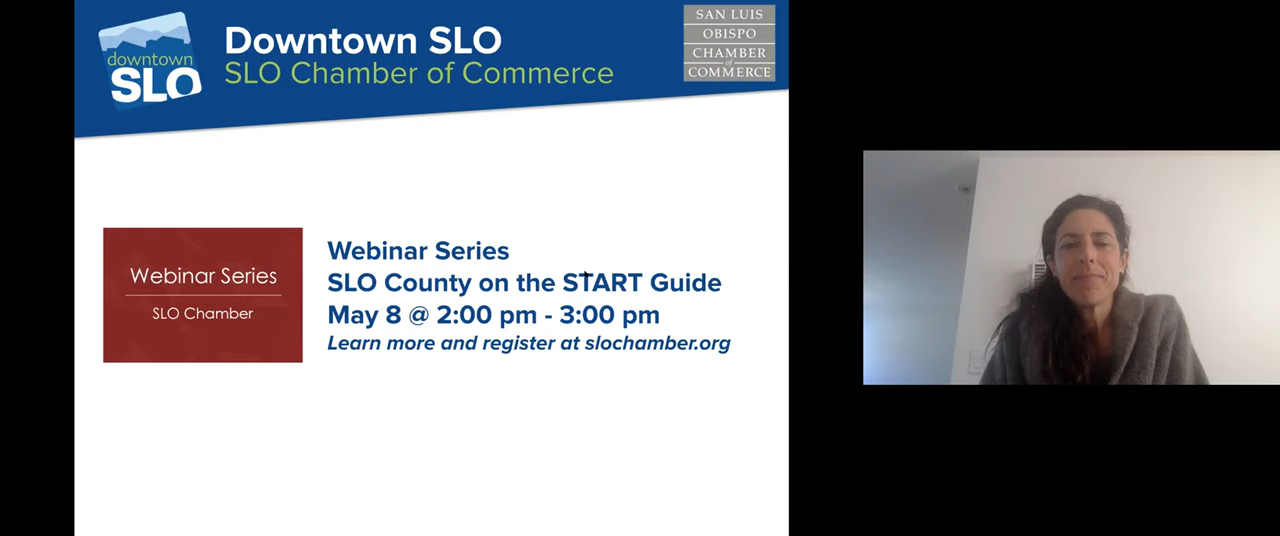 downtown
SLO
Downtown SLO
SLO Chamber of Commerce
SAN LUIS
OBISPO
CHAMBER
of
COMMERCE
Webinar Series
SLO Chamber
Webinar Series
SLO County on the START Guide
May 8 @ 2:00 pm - 3:00 pm
Learn more and register at slochamber.org